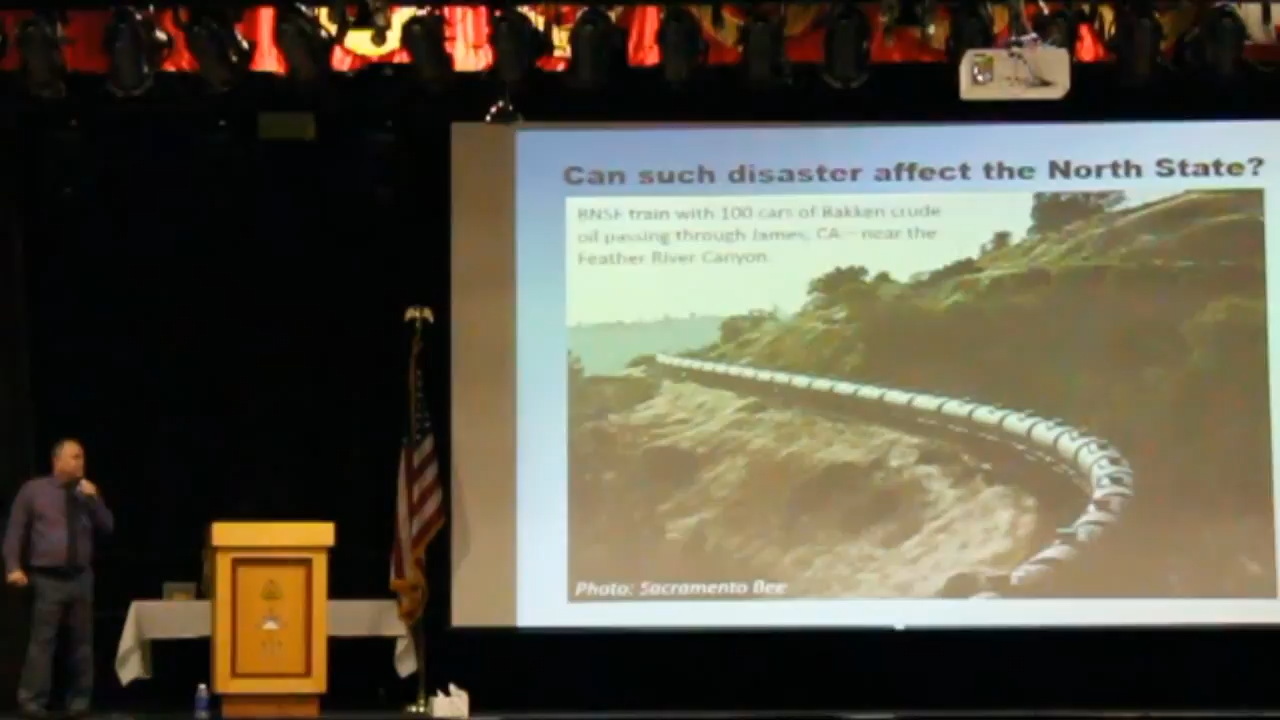 Can such disaster affect the North State?
BNSF train with 100 cars of Bakken crude
oil passing through James, CA – near the
Feather River Canyon.
Photo: Sacramento Bee